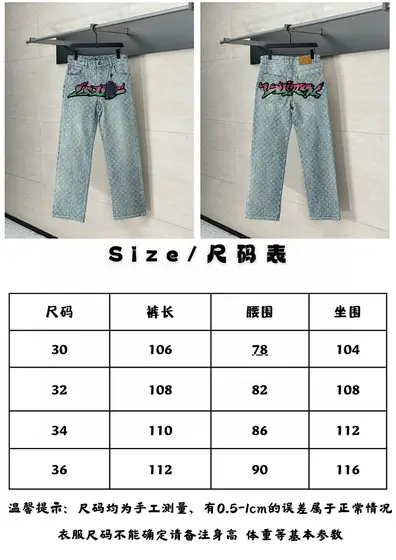 Size/尺码表
尺码 裤长 腰围 坐围
30 106 78 104
32 108 82 108
34 110 86 112
36 112 90 116
温馨提示：尺码均为手工测量、有0.5-1cm的误差属于正常情况
衣服尺码不能确定请备注身高 体重等基本参数